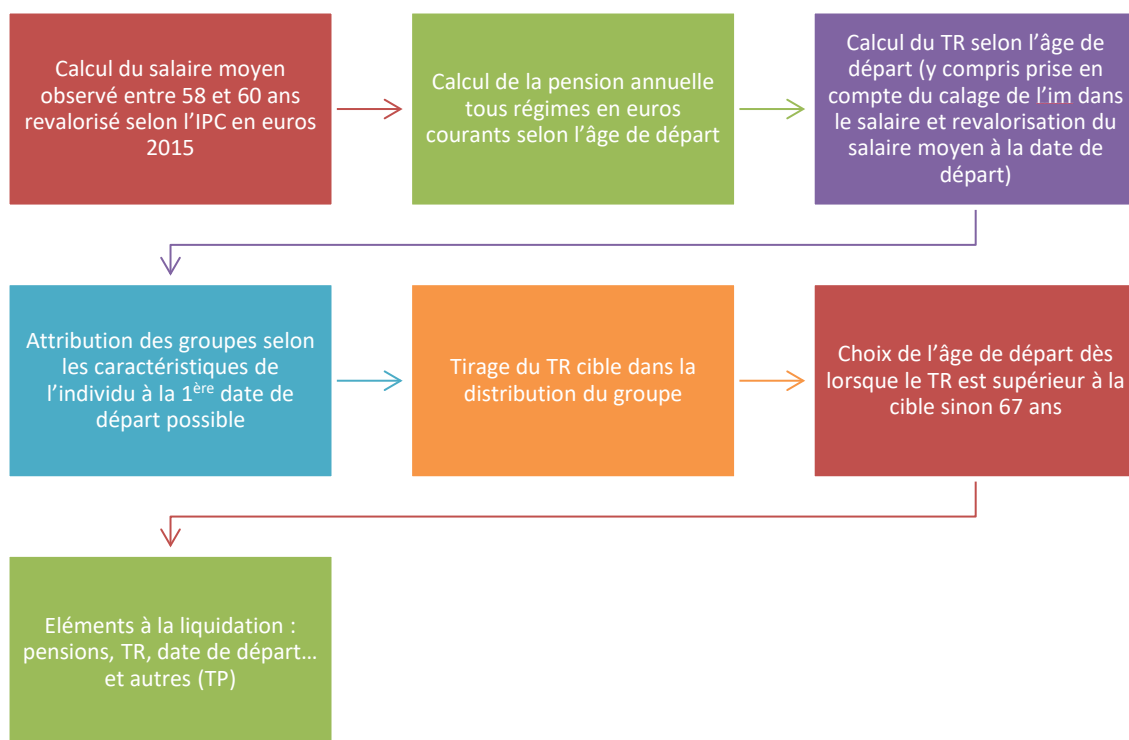 Calcul du salaire moyen
observé entre 58 et 60 ans
revalorisé selon l’IPC en euros
2015
Calcul de la pension annuelle
tous régimes en euros
courants selon l’âge de départ
Calcul du TR selon l’âge de
départ (y compris prise en
compte du calage de l’im dans
le salaire et revalorisation du
salaire moyen à la date de
départ)
Attribution des groupes selon
les caractéristiques de
l’individu à la 1ère date de
départ possible
Tirage du TR cible dans la
distribution du groupe
Choix de l’âge de départ dès
lorsque le TR est supérieur à la
cible sinon 67 ans
Eléments à la liquidation :
pensions, TR, date de départ…
et autres (TP)